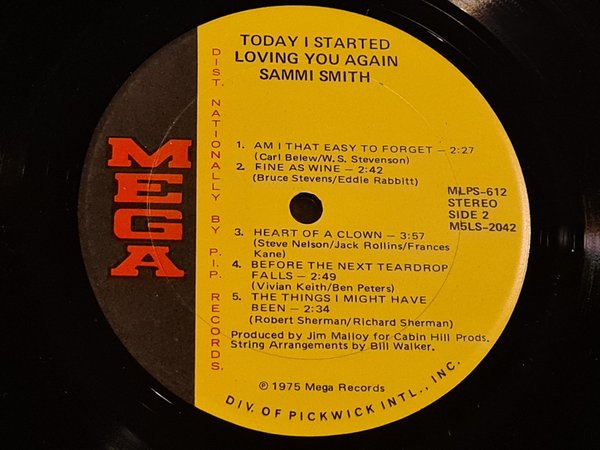 TODAY I STARTED
LOVING YOU AGAIN
SAMMI SMITH
MEGA
DIST. NATIONALLY BY P.I.P. RECORDS.
1. AM I THAT EASY TO FORGET – 2:27
(Carl Belew/W.S. Stevenson)
2. FINE AS WINE – 2:42
(Bruce Stevens/Eddie Rabbitt)
MLPS-612
STEREO
SIDE 2
M5LS-2042
3. HEART OF A CLOWN – 3:57
(Steve Nelson/Jack Rollins/Frances
Kane)
4. BEFORE THE NEXT TEARDROP
FALLS – 2:49
(Vivian Keith/Ben Peters)
5. THE THINGS I MIGHT HAVE
BEEN – 2:34
(Robert Sherman/Richard Sherman)
Produced by Jim Malloy for Cabin Hill Prods.
String Arrangements by Bill Walker.
℗ 1975 Mega Records
DIV. OF PICKWICK INTL., INC.